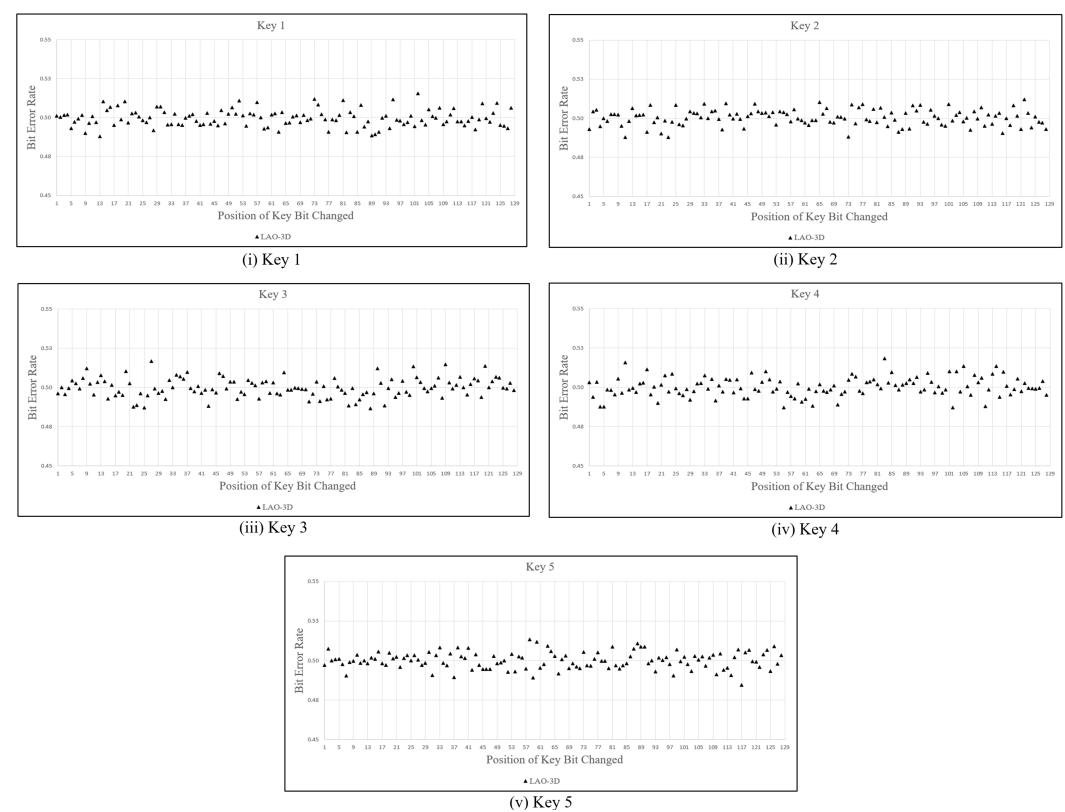 Key 1
0.55
0.53
0.50
0.48
0.45
Bit Error Rate
1 5 9 13 17 21 25 29 33 37 41 45 49 53 57 61 65 69 73 77 81 85 89 93 97 101 105 109 113 117 121 125 129
Position of Key Bit Changed
▲ LAO-3D
(i) Key 1
Key 2
0.55
0.53
0.50
0.48
0.45
Bit Error Rate
1 5 9 13 17 21 25 29 33 37 41 45 49 53 57 61 65 69 73 77 81 85 89 93 97 101 105 109 113 117 121 125 129
Position of Key Bit Changed
▲ LAO-3D
(ii) Key 2
Key 3
0.55
0.53
0.50
0.48
0.45
Bit Error Rate
1 5 9 13 17 21 25 29 33 37 41 45 49 53 57 61 65 69 73 77 81 85 89 93 97 101 105 109 113 117 121 125 129
Position of Key Bit Changed
▲ LAO-3D
(iii) Key 3
Key 4
0.55
0.53
0.50
0.48
0.45
Bit Error Rate
1 5 9 13 17 21 25 29 33 37 41 45 49 53 57 61 65 69 73 77 81 85 89 93 97 101 105 109 113 117 121 125 129
Position of Key Bit Changed
▲ LAO-3D
(iv) Key 4
Key 5
0.55
0.53
0.50
0.48
0.45
Bit Error Rate
1 5 9 13 17 21 25 29 33 37 41 45 49 53 57 61 65 69 73 77 81 85 89 93 97 101 105 109 113 117 121 125 129
Position of Key Bit Changed
▲ LAO-3D
(v) Key 5